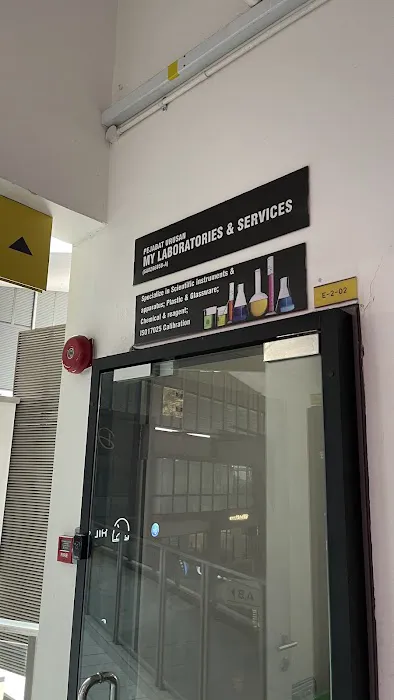 PEJABAT URUSAN
MY LABORATORIES & SERVICES
Specialize in Scientific Instruments &
apparatus; Plastic & Glassware;
Chemical & reagent;
ISO17025 Calibration
E-2-02